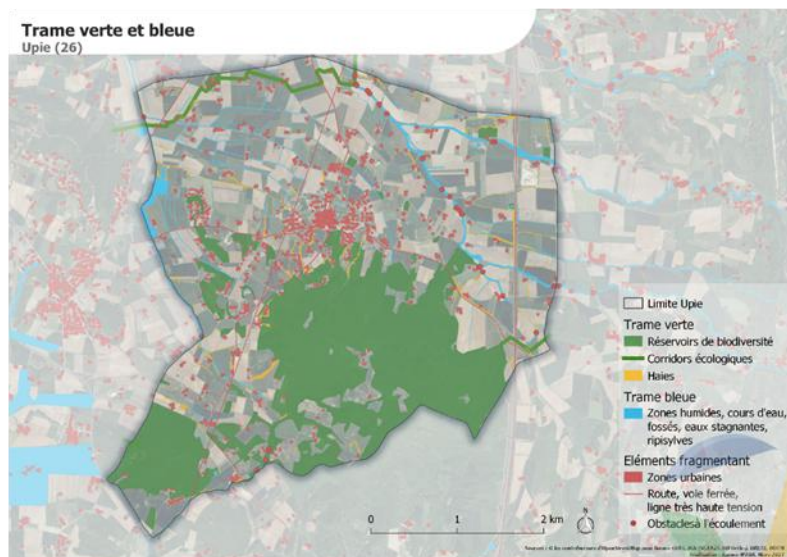 Trame verte et bleue
Upie (26)
Limite Upie
Trame verte
Réservoirs de biodiversité
Corridors écologiques
Haies
Trame bleue
Zones humides, cours d'eau,
fossés, eaux stagnantes,
ripisylves
Eléments fragmentant
Zones urbaines
Route, voie ferrée,
ligne très haute tension
Obstaclesà l'écoulement
0 1 2 km
N